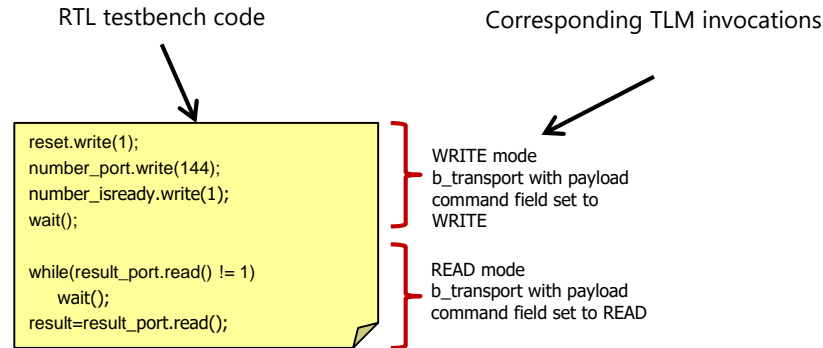 RTL testbench code
Corresponding TLM invocations
reset.write(1);
number_port.write(144);
number_isready.write(1);
wait();
while(result_port.read() != 1)
wait();
result=result_port.read();
WRITE mode
b_transport with payload
command field set to
WRITE
READ mode
b_transport with payload
command field set to READ